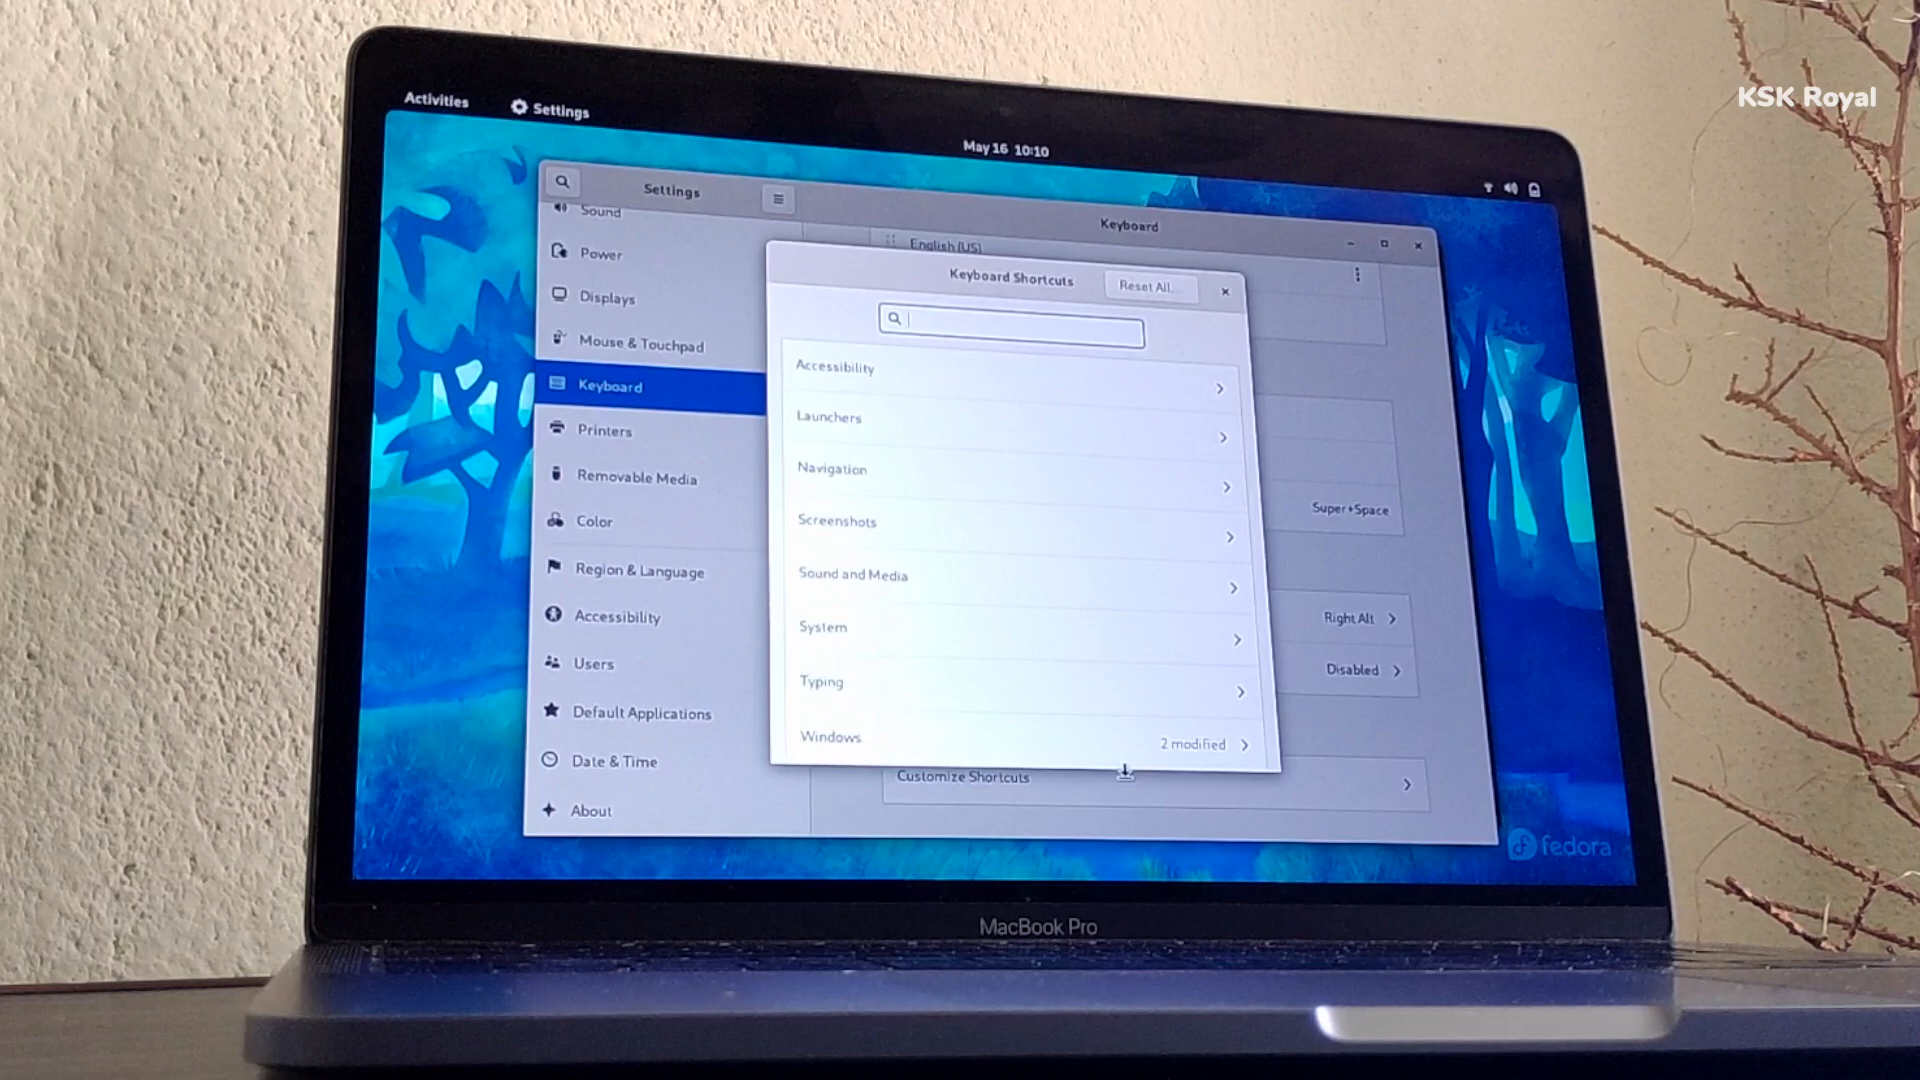 KSK Royal
Activities
Settings
May 16 10:10
Settings
Keyboard
Sound
Power
Displays
Mouse & Touchpad
Keyboard
Printers
Removable Media
Color
Region & Language
Accessibility
Users
Default Applications
Date & Time
About
English (US)
Super+Space
Right Alt
Disabled
Customize Shortcuts
Keyboard Shortcuts
Reset All...
Accessibility
Launchers
Navigation
Screenshots
Sound and Media
System
Typing
Windows
2 modified
fedora
MacBook Pro